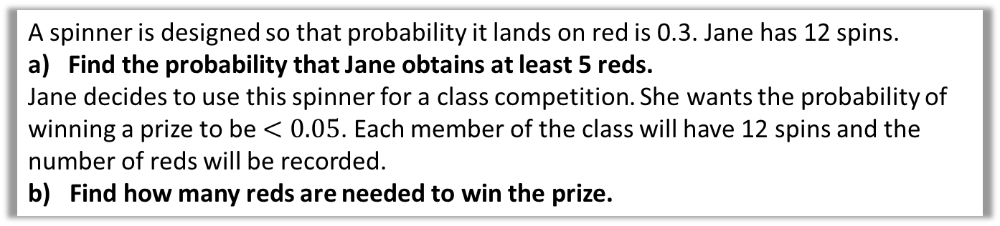 A spinner is designed so that probability it lands on red is 0.3. Jane has 12 spins.
a) Find the probability that Jane obtains at least 5 reds.
Jane decides to use this spinner for a class competition. She wants the probability of
winning a prize to be < 0.05. Each member of the class will have 12 spins and the
number of reds will be recorded.
b) Find how many reds are needed to win the prize.